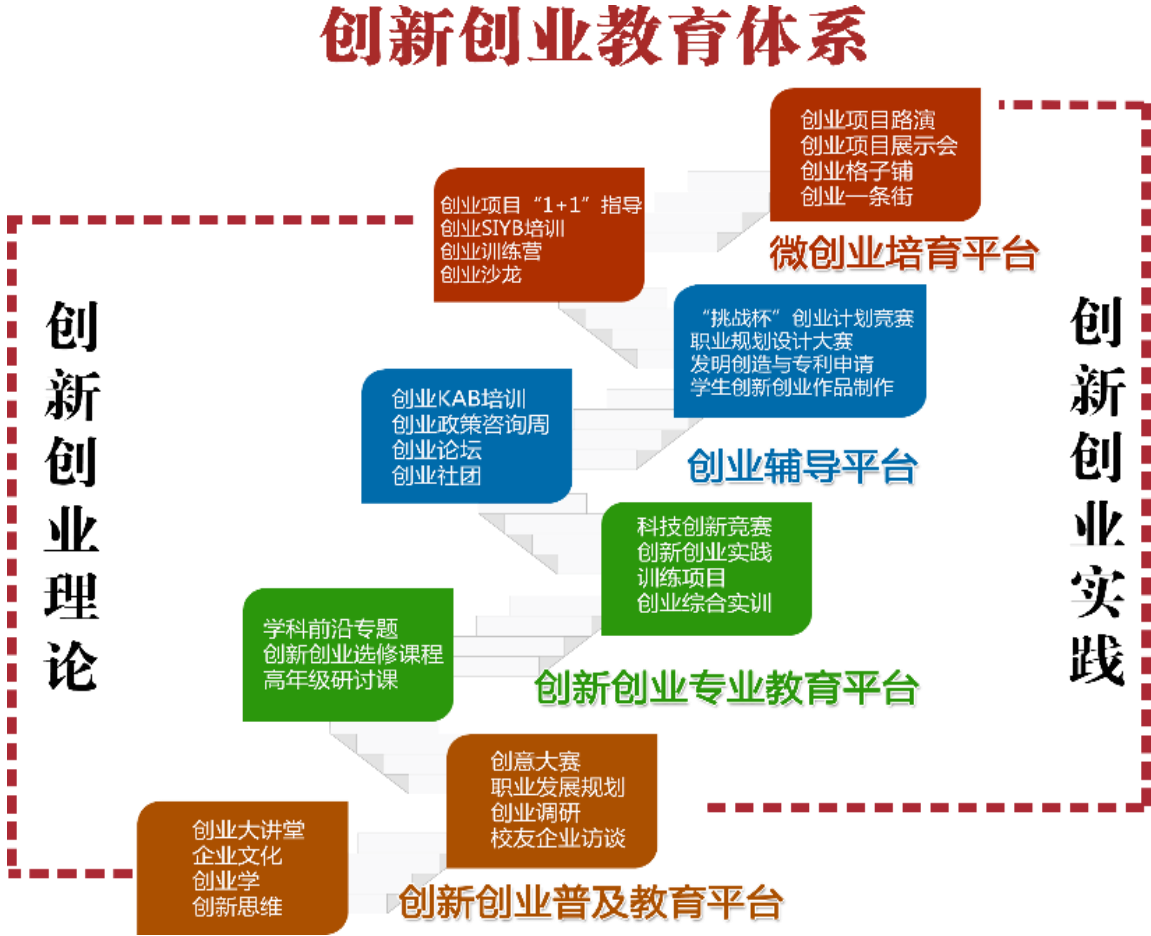 创新创业教育体系
创业项目路演
创业项目展示会
创业格子铺
创业一条街
微创业培育平台
创业项目“1+1”指导
创业SIYB培训
创业训练营
创业沙龙
“挑战杯”创业计划竞赛
职业规划设计大赛
发明创造与专利申请
学生创新创业作品制作
创业辅导平台
创业KAB培训
创业政策咨询周
创业论坛
创业社团
科技创新竞赛
创新创业实践
训练项目
创业综合实训
创新创业专业教育平台
学科前沿专题
创新创业选修课程
高年级研讨课
创意大赛
职业发展规划
创业调研
校友企业访谈
创新创业普及教育平台
创业大讲堂
企业文化
创业学
创新思维
创新创业理论
创新创业实践